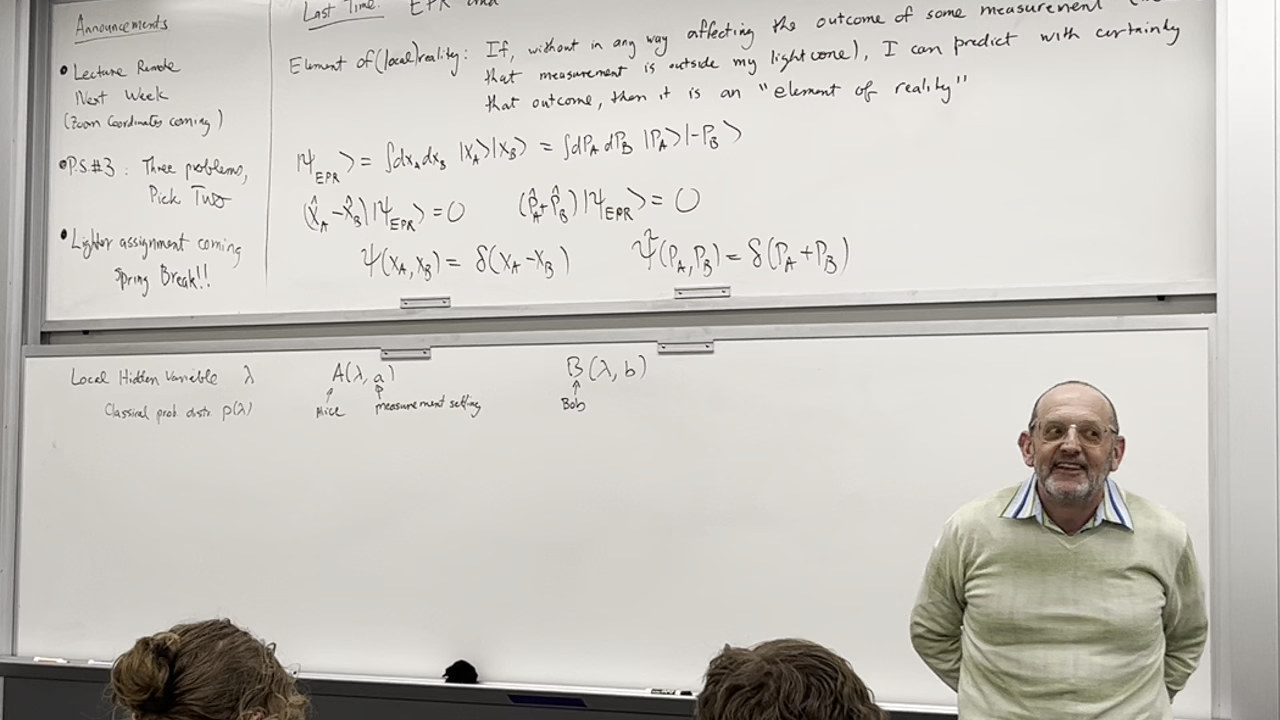 Announcements
• Lecture Remote
Next Week
(Zoom Coordinates coming)
• P.S.#3 : Three problems,
Pick Two
• Lighter assignment coming
Spring Break!!
Last Time: EPR and
Element of (local) reality: If, without in any way affecting the outcome of some measurement
that measurement is outside my lightcone), I can predict with certainty
that outcome, then it is an "element of reality"
|Ψ_EPR⟩ = ∫dx_A dx_B |x_A⟩|x_B⟩ = ∫dP_A dP_B |P_A⟩|-P_B⟩
(x̂_A - x̂_B)|Ψ_EPR⟩ = 0 (p̂_A + p̂_B)|Ψ_EPR⟩ = 0
Ψ(x_A, x_B) = δ(x_A - x_B) Ψ̃(P_A, P_B) = δ(P_A + P_B)
Local Hidden Variable λ A(λ, a) B(λ, b)
Classical prob. distr. p(λ) Alice measurement setting Bob